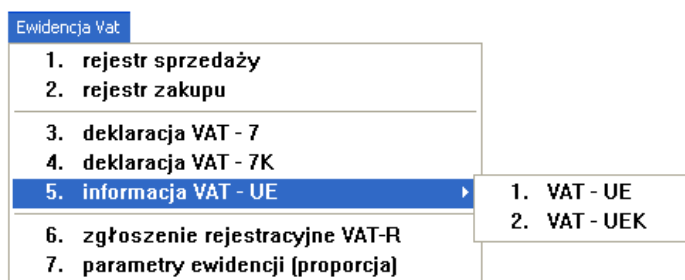 Ewidencja Vat
1. rejestr sprzedaży
2. rejestr zakupu
3. deklaracja VAT - 7
4. deklaracja VAT - 7K
5. informacja VAT - UE
1. VAT - UE
2. VAT - UEK
6. zgłoszenie rejestracyjne VAT-R
7. parametry ewidencji (proporcja)